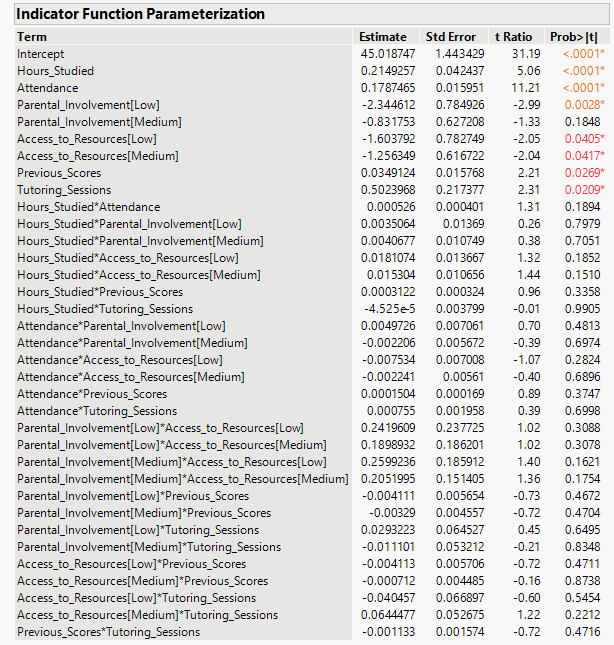 Indicator Function Parameterization
Term Estimate Std Error t Ratio Prob>|t|
Intercept 45.018747 1.443429 31.19 <.0001*
Hours_Studied 0.2149257 0.042437 5.06 <.0001*
Attendance 0.1787465 0.015951 11.21 <.0001*
Parental_Involvement[Low] -2.344612 0.784926 -2.99 0.0028*
Parental_Involvement[Medium] -0.831753 0.627208 -1.33 0.1848
Access_to_Resources[Low] -1.603792 0.782749 -2.05 0.0405*
Access_to_Resources[Medium] -1.256349 0.616722 -2.04 0.0417*
Previous_Scores 0.0349124 0.015768 2.21 0.0269*
Tutoring_Sessions 0.5023968 0.217377 2.31 0.0209*
Hours_Studied*Attendance 0.000526 0.000401 1.31 0.1894
Hours_Studied*Parental_Involvement[Low] 0.0035064 0.01369 0.26 0.7979
Hours_Studied*Parental_Involvement[Medium] 0.0040677 0.010749 0.38 0.7051
Hours_Studied*Access_to_Resources[Low] 0.0181074 0.013667 1.32 0.1852
Hours_Studied*Access_to_Resources[Medium] 0.015304 0.010656 1.44 0.1510
Hours_Studied*Previous_Scores 0.0003122 0.000324 0.96 0.3358
Hours_Studied*Tutoring_Sessions -4.525e-5 0.003799 -0.01 0.9905
Attendance*Parental_Involvement[Low] 0.0049726 0.007061 0.70 0.4813
Attendance*Parental_Involvement[Medium] -0.002206 0.005672 -0.39 0.6974
Attendance*Access_to_Resources[Low] -0.007534 0.007008 -1.07 0.2824
Attendance*Access_to_Resources[Medium] -0.002241 0.00561 -0.40 0.6896
Attendance*Previous_Scores 0.0001504 0.000169 0.89 0.3747
Attendance*Tutoring_Sessions 0.000755 0.001958 0.39 0.6998
Parental_Involvement[Low]*Access_to_Resources[Low] 0.2419609 0.237725 1.02 0.3088
Parental_Involvement[Low]*Access_to_Resources[Medium] 0.1898932 0.186201 1.02 0.3078
Parental_Involvement[Medium]*Access_to_Resources[Low] 0.2599236 0.185912 1.40 0.1621
Parental_Involvement[Medium]*Access_to_Resources[Medium] 0.2051995 0.151405 1.36 0.1754
Parental_Involvement[Low]*Previous_Scores -0.004111 0.005654 -0.73 0.4672
Parental_Involvement[Medium]*Previous_Scores -0.00329 0.004557 -0.72 0.4704
Parental_Involvement[Low]*Tutoring_Sessions 0.0293223 0.064527 0.45 0.6495
Parental_Involvement[Medium]*Tutoring_Sessions -0.011101 0.053212 -0.21 0.8348
Access_to_Resources[Low]*Previous_Scores -0.004113 0.005706 -0.72 0.4711
Access_to_Resources[Medium]*Previous_Scores -0.000712 0.004485 -0.16 0.8738
Access_to_Resources[Low]*Tutoring_Sessions -0.040457 0.066897 -0.60 0.5454
Access_to_Resources[Medium]*Tutoring_Sessions 0.0644477 0.052675 1.22 0.2212
Previous_Scores*Tutoring_Sessions -0.001133 0.001574 -0.72 0.4716